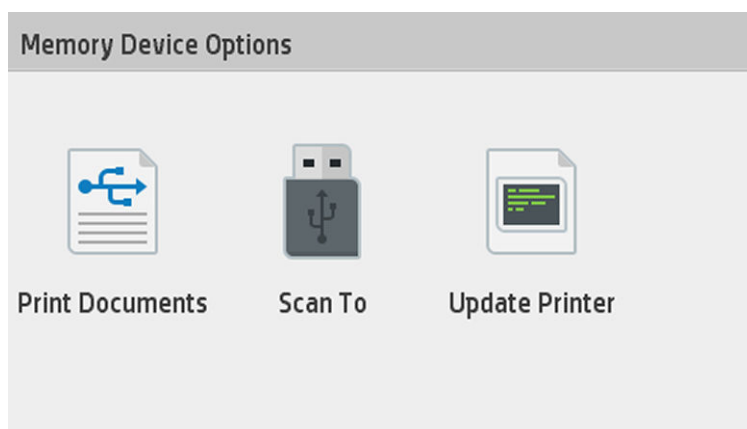 Memory Device Options
Print Documents
Scan To
Update Printer